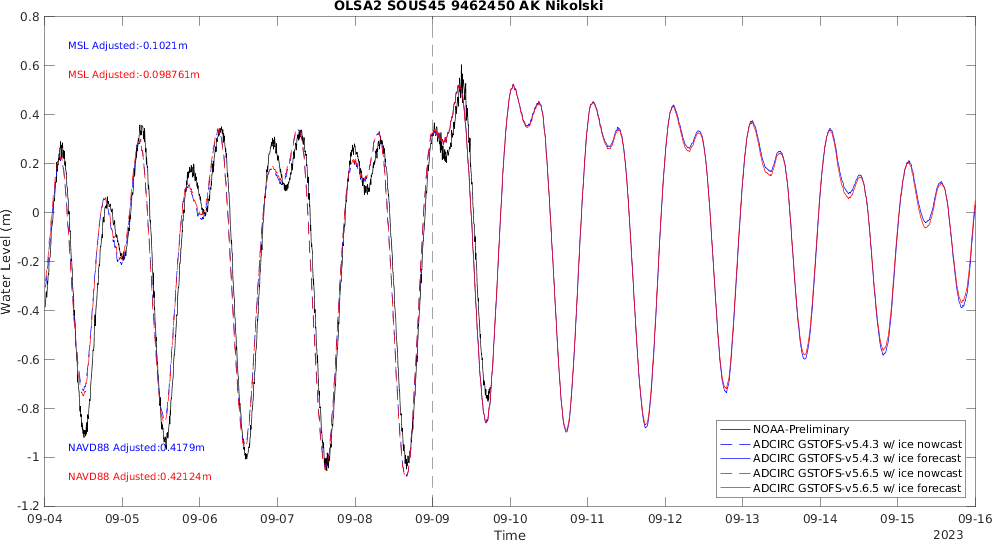 OLSA2 SOUS45 9462450 AK Nikolski
MSL Adjusted:-0.1021m
MSL Adjusted:-0.098761m
NAVD88 Adjusted:0.4179m
NAVD88 Adjusted:0.42124m
Water Level (m)
0.8
0.6
0.4
0.2
0
-0.2
-0.4
-0.6
-0.8
-1
-1.2
NOAA-Preliminary
ADCIRC GSTOFS-v5.4.3 w/ ice nowcast
ADCIRC GSTOFS-v5.4.3 w/ ice forecast
ADCIRC GSTOFS-v5.6.5 w/ ice nowcast
ADCIRC GSTOFS-v5.6.5 w/ ice forecast
09-04 09-05 09-06 09-07 09-08 09-09 09-10 09-11 09-12 09-13 09-14 09-15 09-16
Time
2023